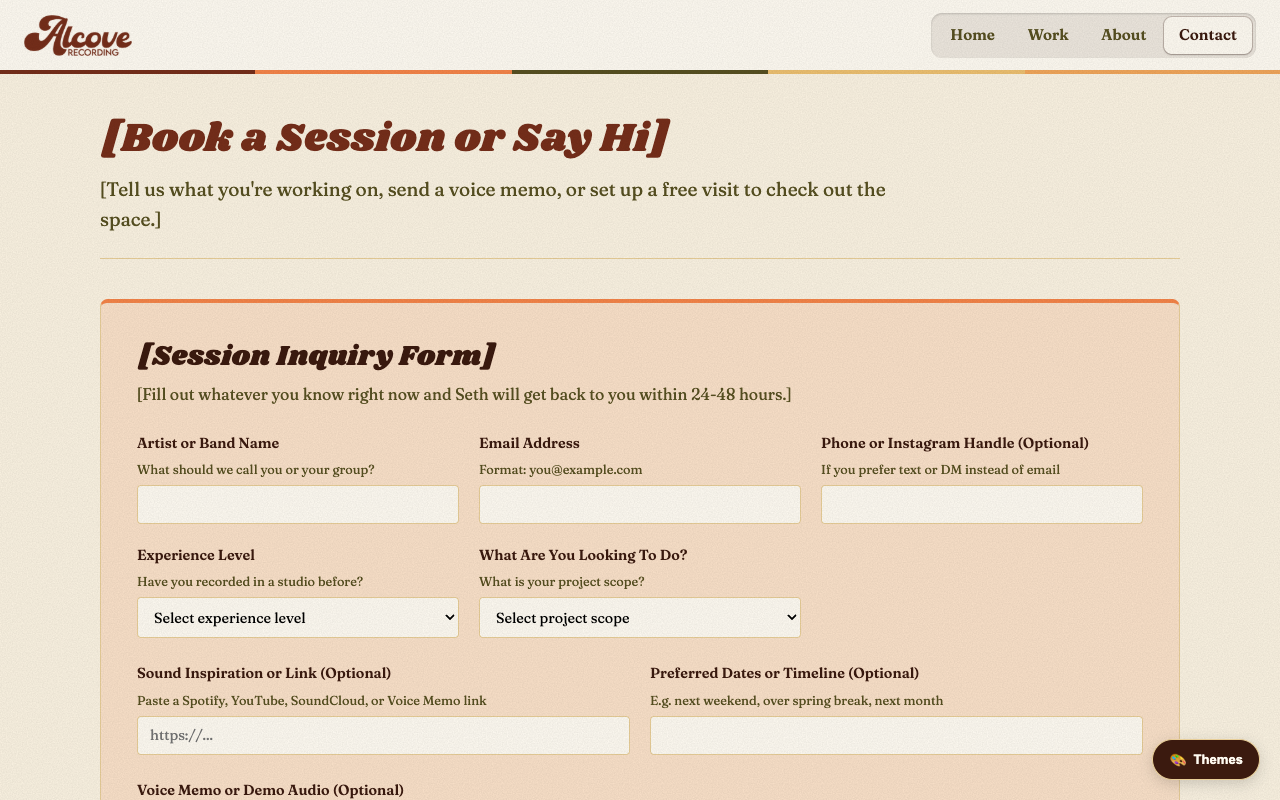 Alcove
RECORDING
Home Work About Contact
[Book a Session or Say Hi]
[Tell us what you're working on, send a voice memo, or set up a free visit to check out the
space.]
[Session Inquiry Form]
[Fill out whatever you know right now and Seth will get back to you within 24-48 hours.]
Artist or Band Name
What should we call you or your group?
Email Address
Format: you@example.com
Phone or Instagram Handle (Optional)
If you prefer text or DM instead of email
Experience Level
Have you recorded in a studio before?
Select experience level
What Are You Looking To Do?
What is your project scope?
Select project scope
Sound Inspiration or Link (Optional)
Paste a Spotify, YouTube, SoundCloud, or Voice Memo link
https://...
Preferred Dates or Timeline (Optional)
E.g. next weekend, over spring break, next month
Voice Memo or Demo Audio (Optional)
Themes